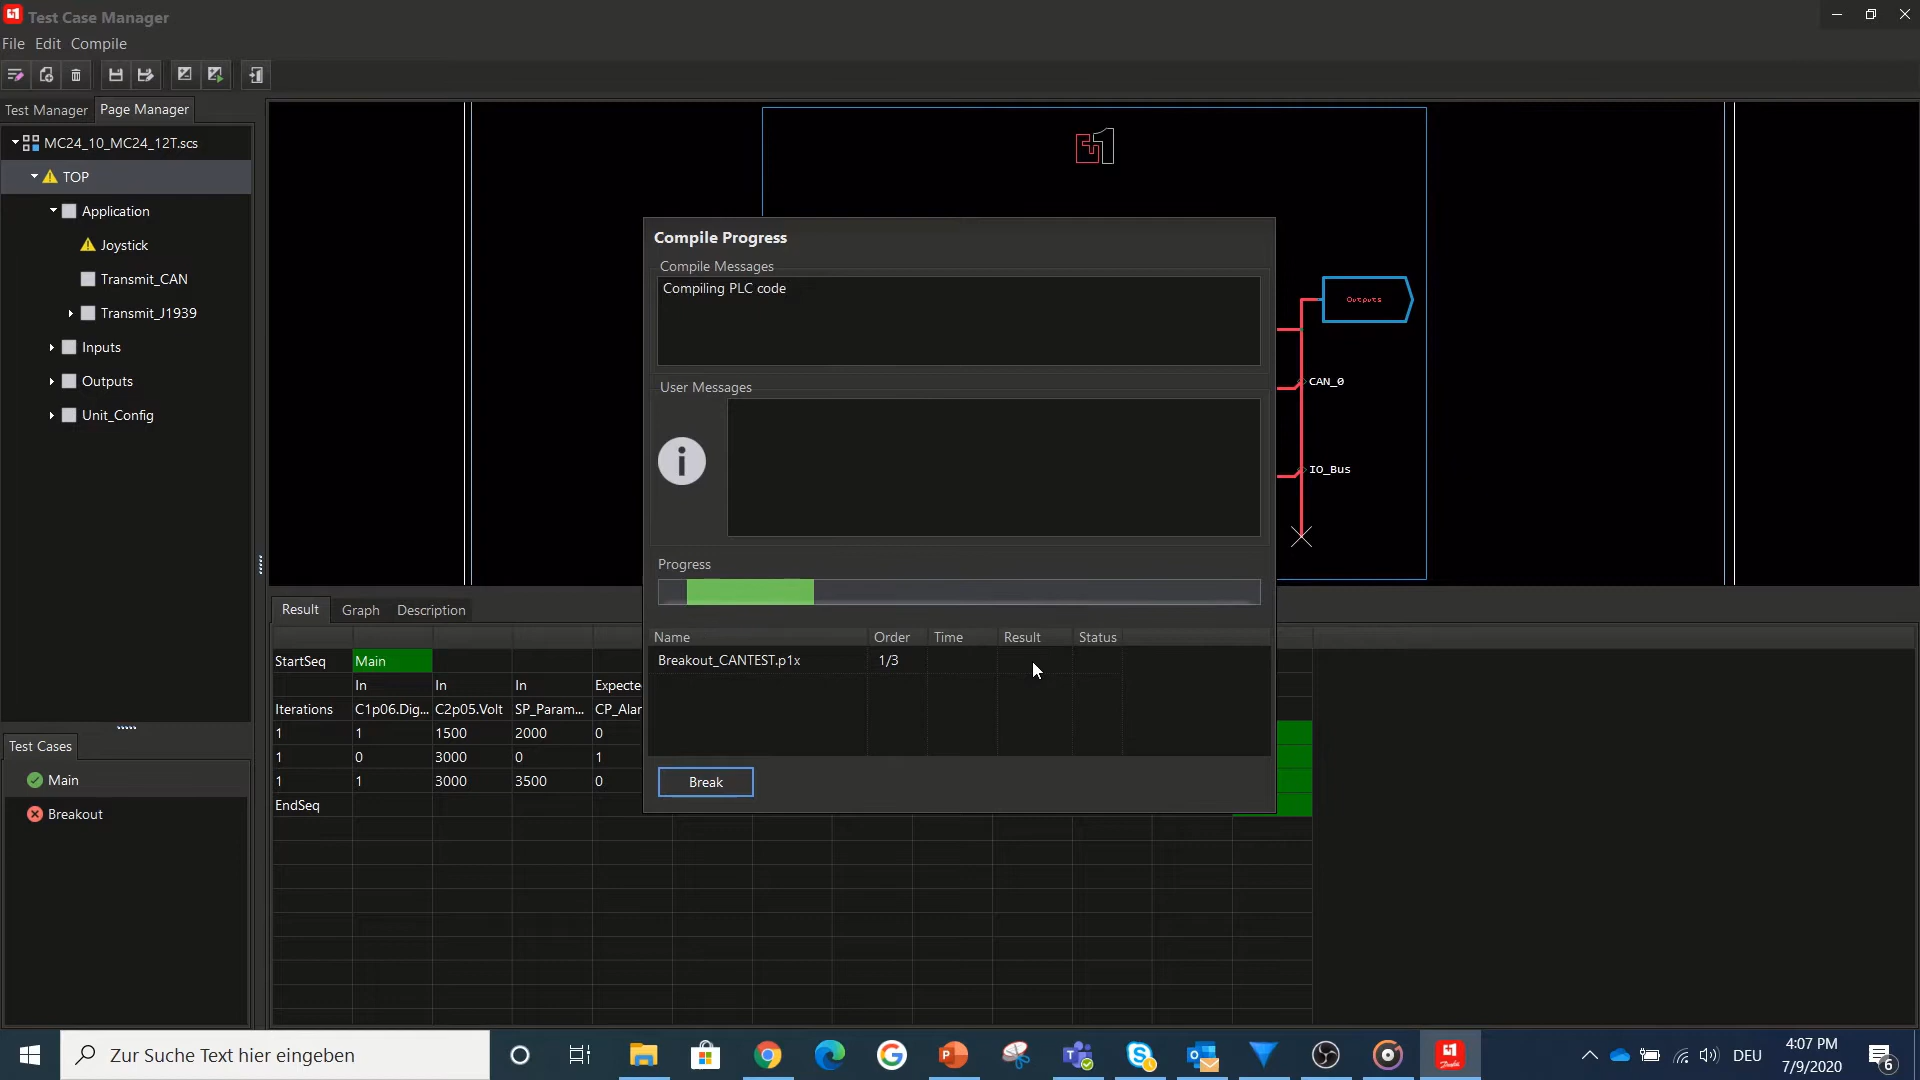 Test Case Manager
File Edit Compile
Test Manager Page Manager
MC24_10_MC24_12T.scs
TOP
Application
Joystick
Transmit_CAN
Transmit_J1939
Inputs
Outputs
Unit_Config
Outputs
CAN_0
IO_Bus
Compile Progress
Compile Messages
Compiling PLC code
User Messages
Progress
Name Order Time Result Status
Breakout_CANTEST.p1x 1/3
Break
Result Graph Description
StartSeq Main
In In In Expecte
Iterations C1p06.Dig... C2p05.Volt SP_Param... CP_Alar
1 1 1500 2000 0
1 0 3000 0 1
1 1 3000 3500 0
EndSeq
Test Cases
Main
Breakout
Zur Suche Text hier eingeben
DEU
4:07 PM
7/9/2020
6